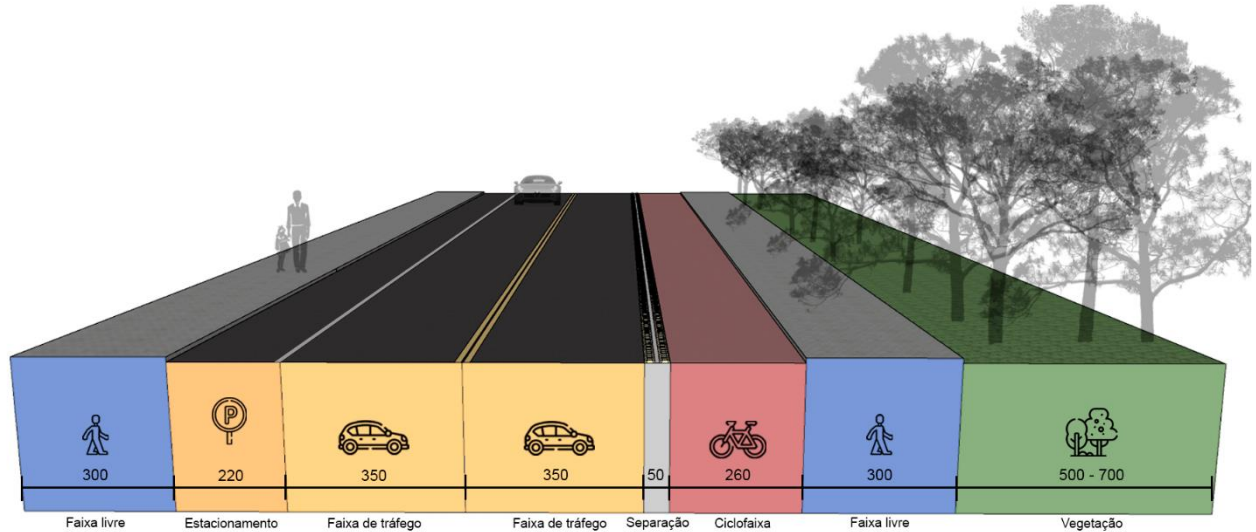 P
300 220 350 350 50 260 300 500 - 700
Faixa livre Estacionamento Faixa de tráfego Faixa de tráfego Separação Ciclofaixa Faixa livre Vegetação